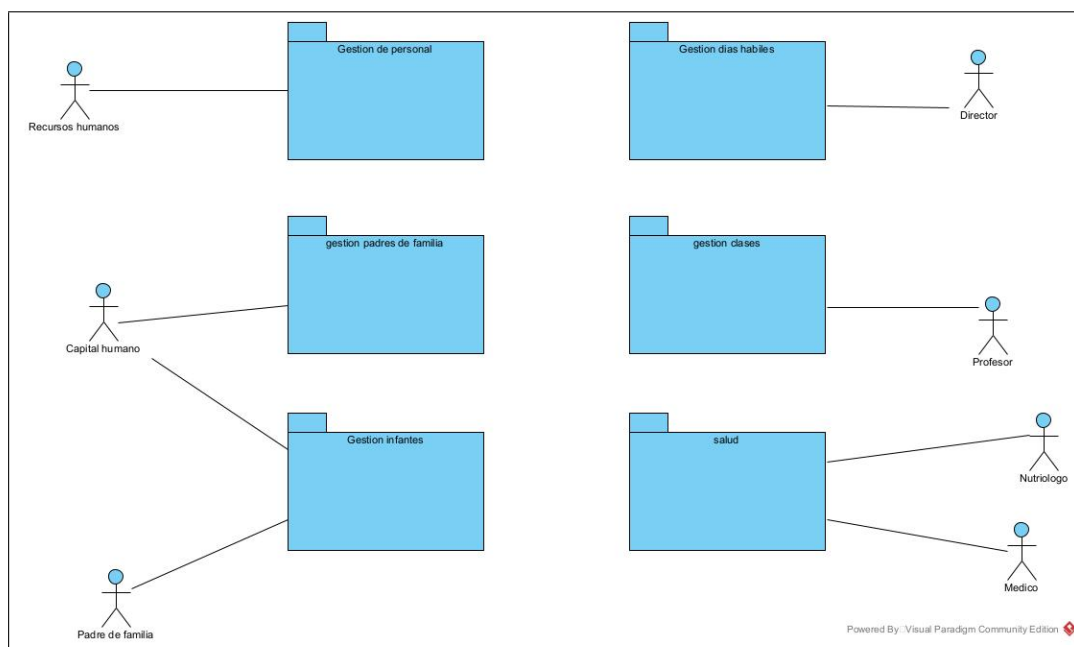 Gestion de personal
Gestion dias habiles
Recursos humanos
Director
gestion padres de familia
gestion clases
Capital humano
Profesor
Gestion infantes
salud
Nutriologo
Medico
Padre de familia
Powered By Visual Paradigm Community Edition